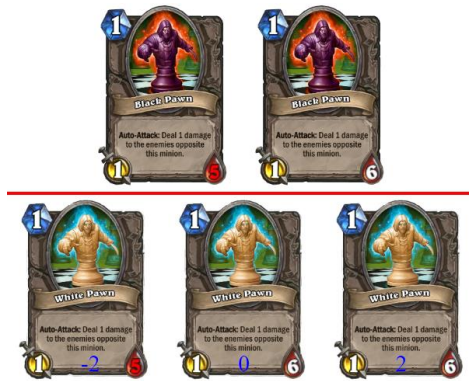 1
Black Pawn
Auto-Attack: Deal 1 damage
to the enemies opposite
this minion.
1 5
1
Black Pawn
Auto-Attack: Deal 1 damage
to the enemies opposite
this minion.
1 6
1
White Pawn
Auto-Attack: Deal 1 damage
to the enemies opposite
this minion.
1 -2 5
1
White Pawn
Auto-Attack: Deal 1 damage
to the enemies opposite
this minion.
1 0 6
1
White Pawn
Auto-Attack: Deal 1 damage
to the enemies opposite
this minion.
1 2 6